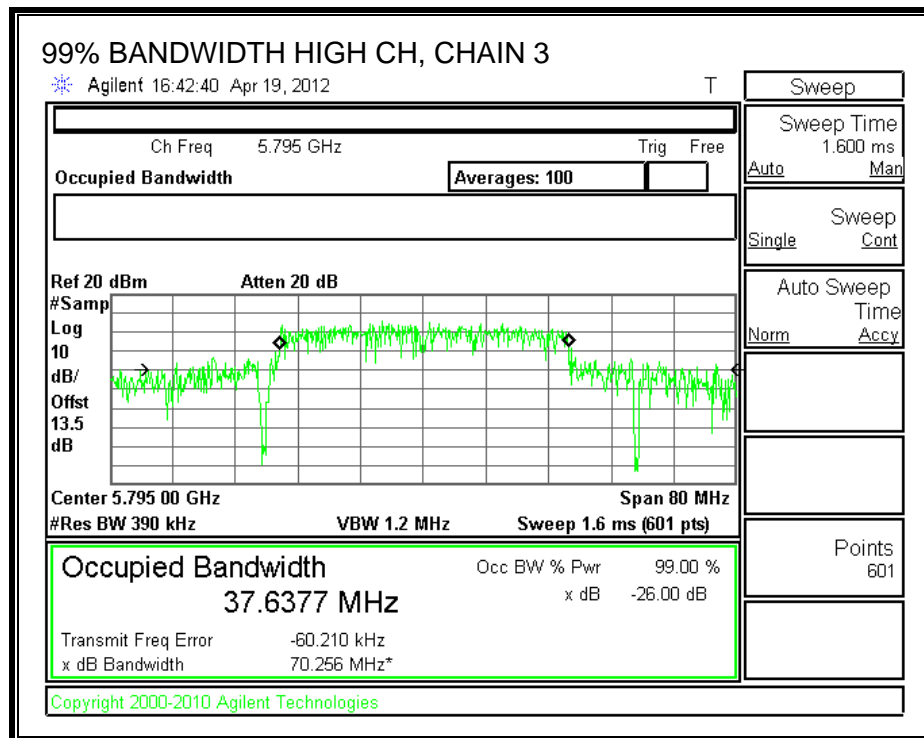 99% BANDWIDTH HIGH CH, CHAIN 3
Agilent 16:42:40 Apr 19, 2012 T
Sweep
Ch Freq 5.795 GHz Trig Free
Occupied Bandwidth Averages: 100
Sweep Time
1.600 ms
Auto Man
Sweep
Single Cont
Auto Sweep
Time
Norm Accy
Ref 20 dBm Atten 20 dB
#Samp
Log
10
dB/
Offst
13.5
dB
Center 5.795 00 GHz Span 80 MHz
#Res BW 390 kHz VBW 1.2 MHz Sweep 1.6 ms (601 pts)
Points
601
Occupied Bandwidth
37.6377 MHz
Occ BW % Pwr 99.00 %
x dB -26.00 dB
Transmit Freq Error -60.210 kHz
x dB Bandwidth 70.256 MHz*
Copyright 2000-2010 Agilent Technologies